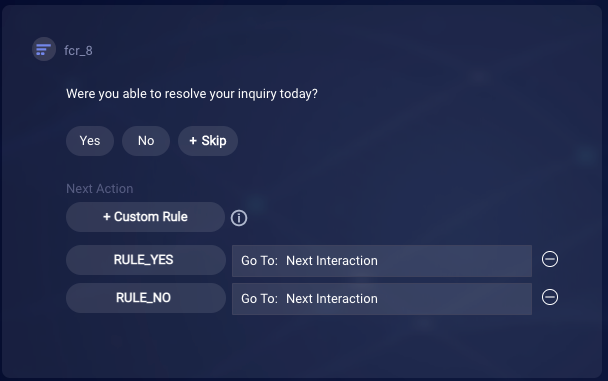 fcr_8
Were you able to resolve your inquiry today?
Yes No + Skip
Next Action
+ Custom Rule
RULE_YES Go To: Next Interaction
RULE_NO Go To: Next Interaction